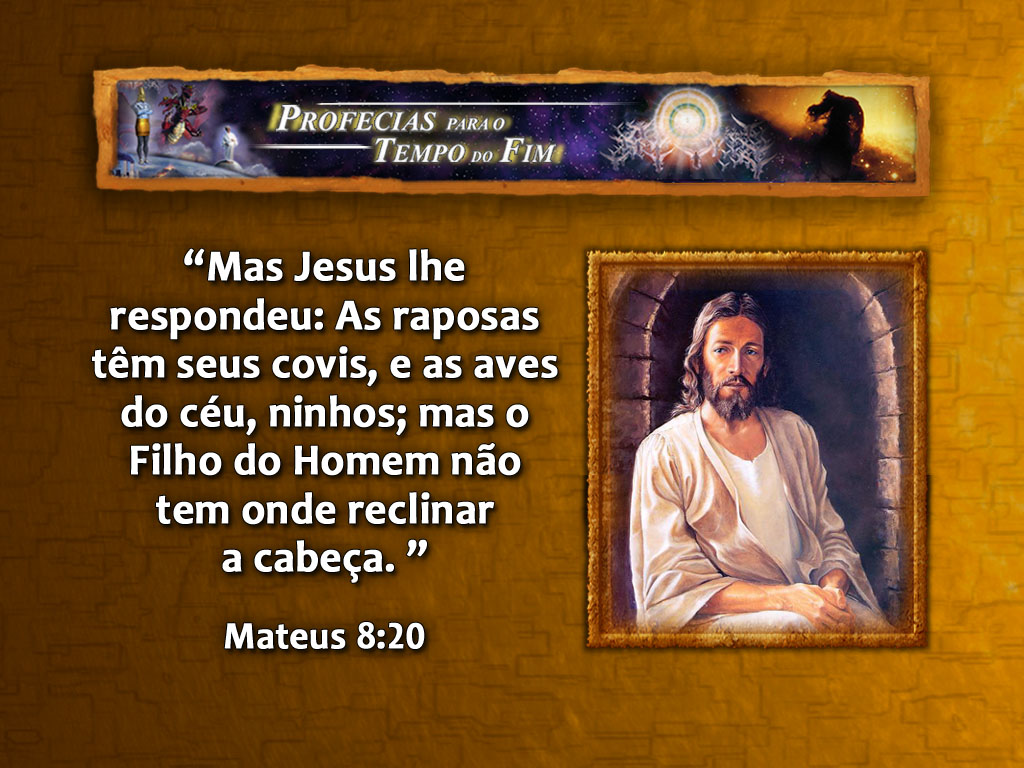 PROFECIAS PARA O
TEMPO DO FIM
“Mas Jesus lhe
respondeu: As raposas
têm seus covis, e as aves
do céu, ninhos; mas o
Filho do Homem não
tem onde reclinar
a cabeça. ”
Mateus 8:20